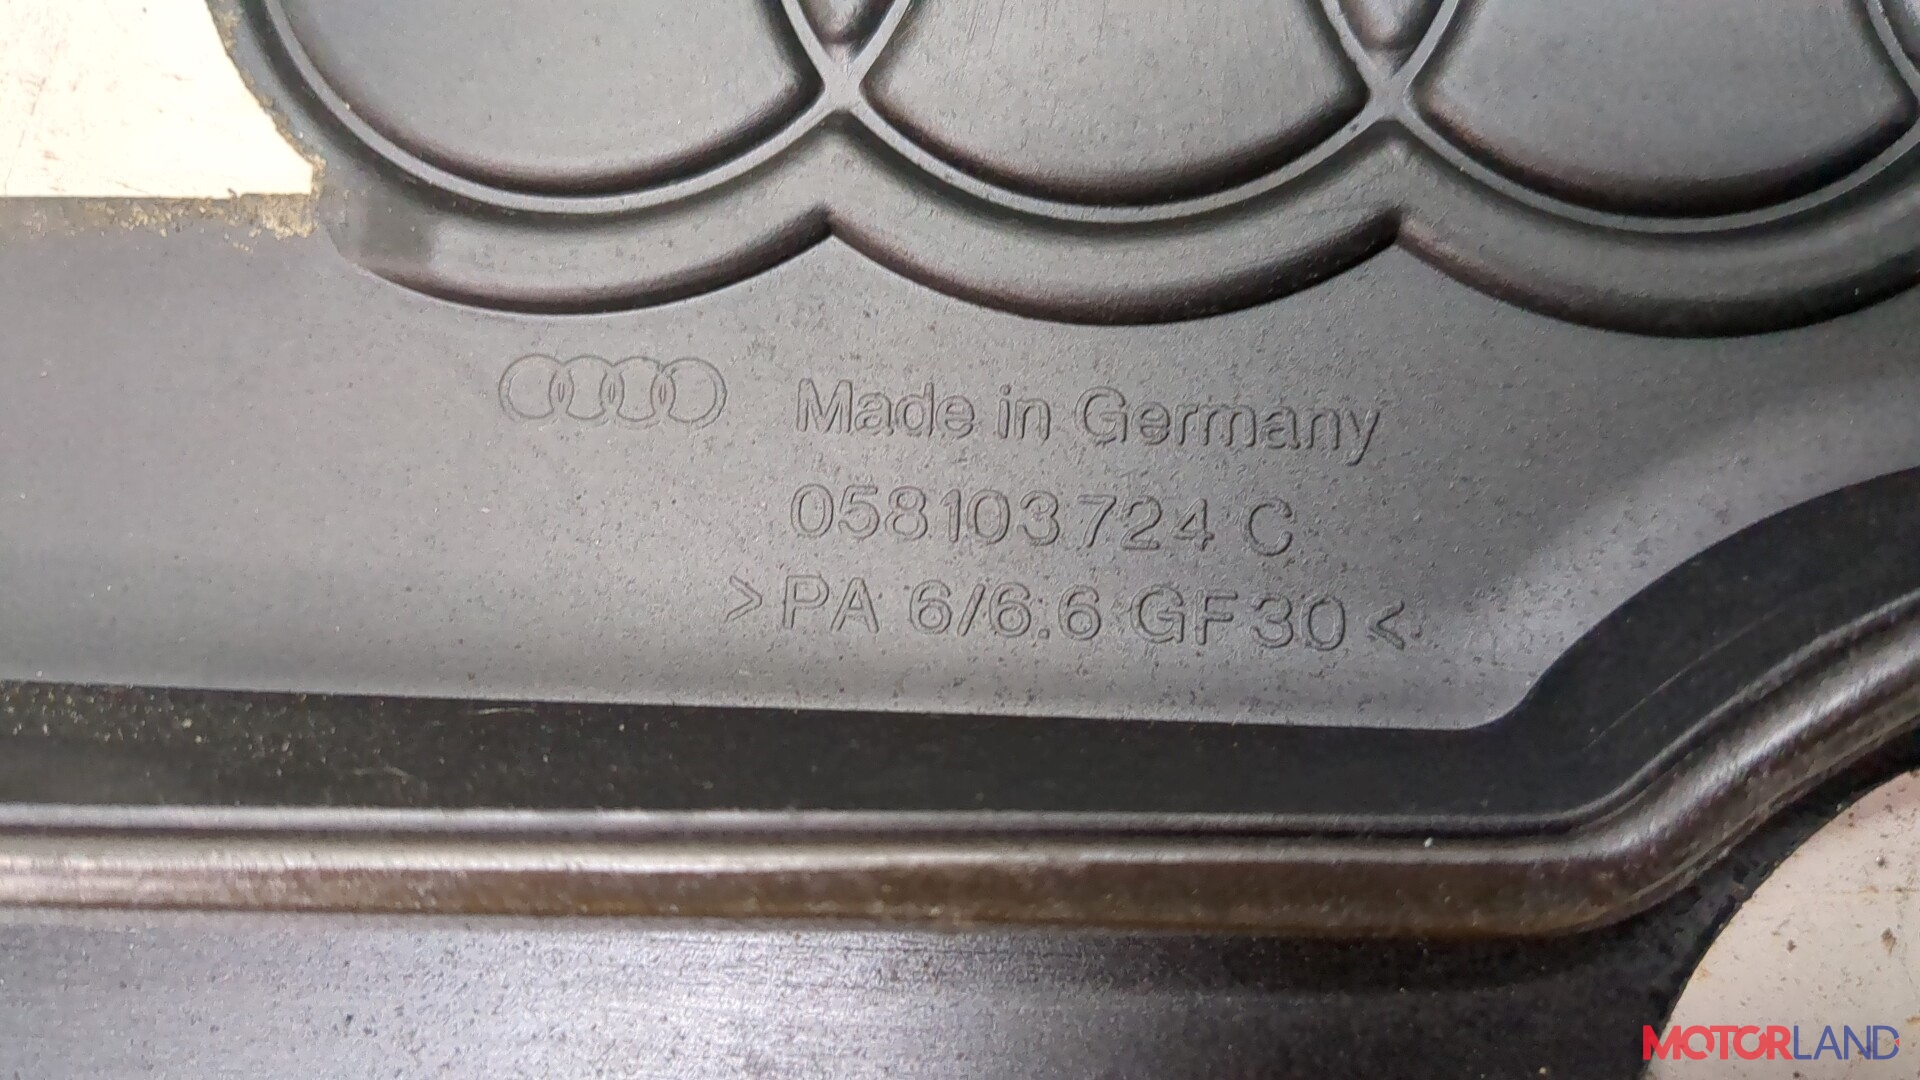 Made in Germany
058103724 C
>PA 6/6.6 GF30<
MOTORLAND